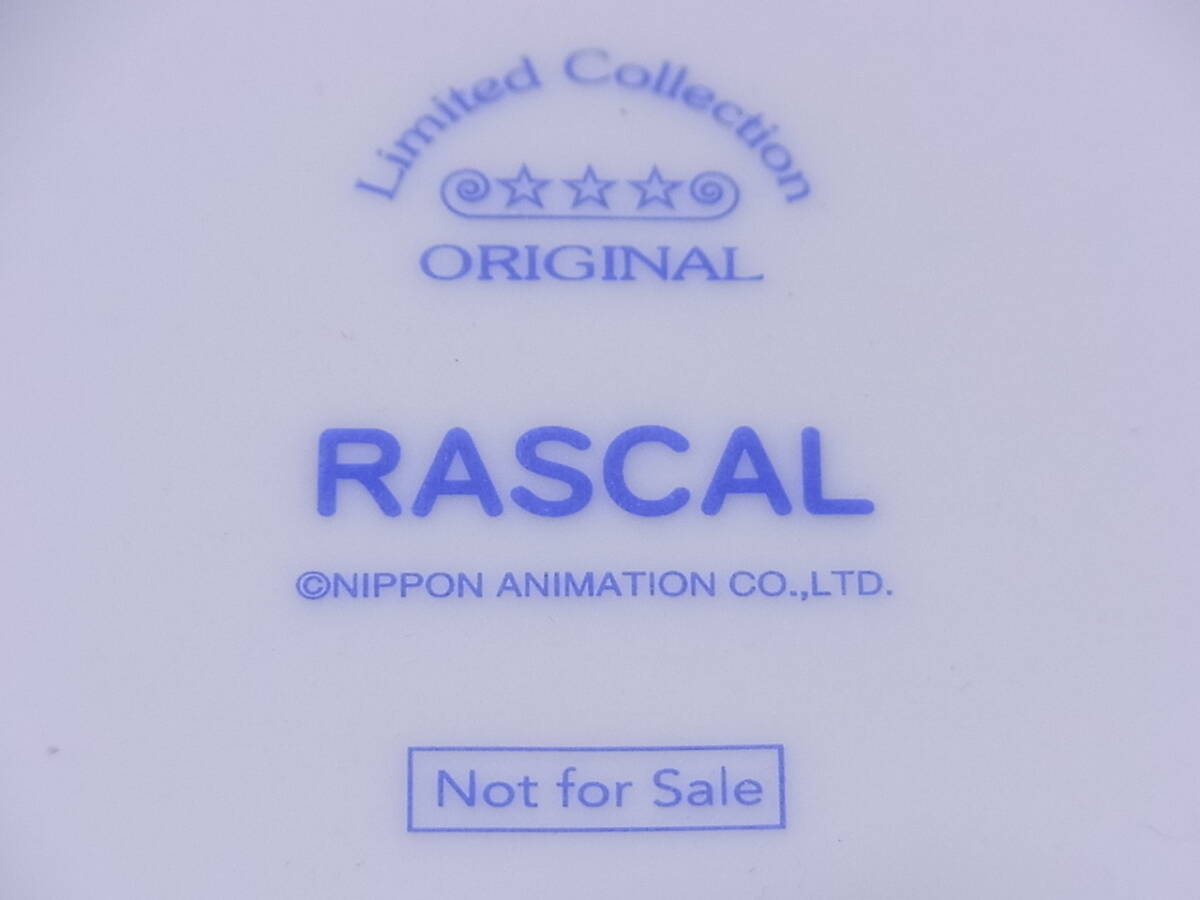 Limited Collection
ORIGINAL
RASCAL
©NIPPON ANIMATION CO.,LTD.
Not for Sale